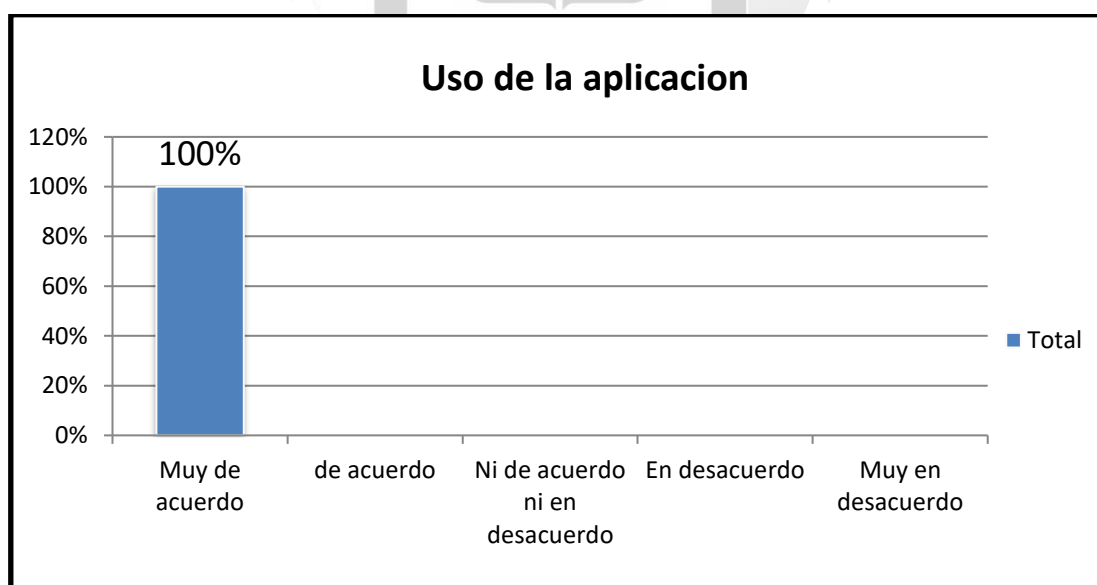 Uso de la aplicacion
120%
100%
80%
60%
40%
20%
0%
100%
Muy de
acuerdo
de acuerdo
Ni de acuerdo
ni en
desacuerdo
En desacuerdo
Muy en
desacuerdo
Total